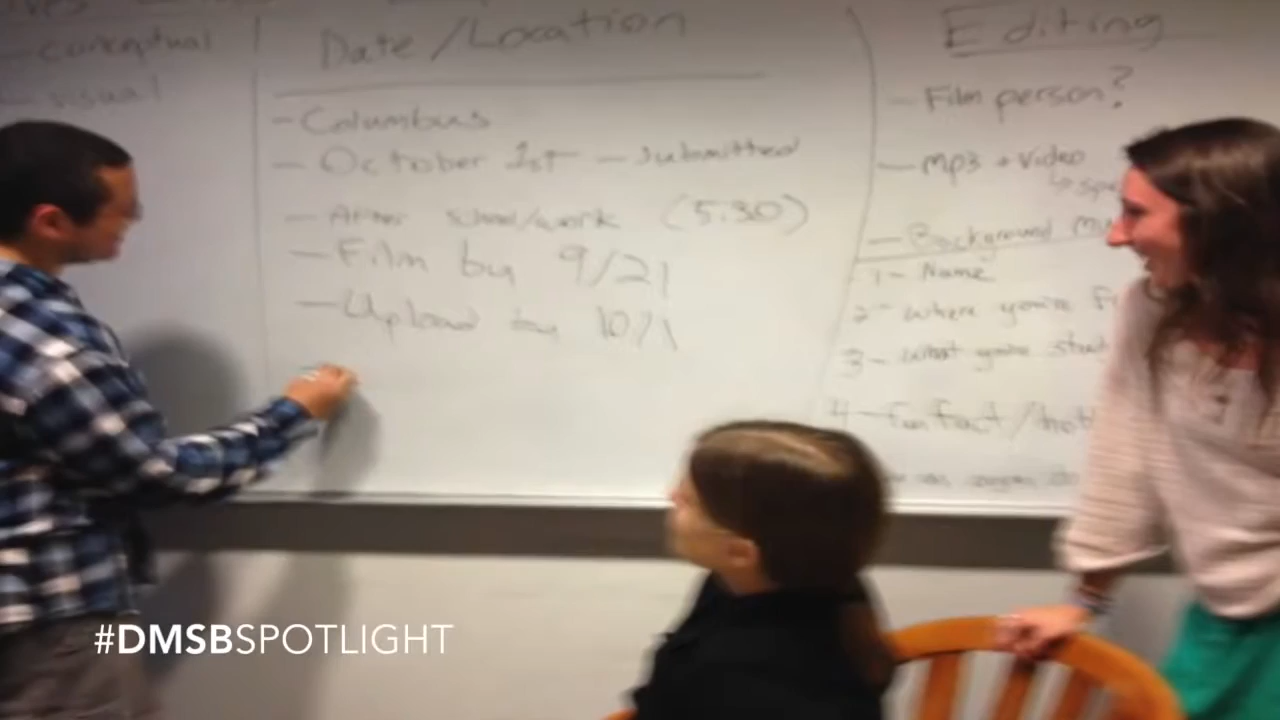 - conceptual
- visual
Date/Location
- Columbus
- October 1st - submitted
- After school/work (5:30)
- Film by 9/21
- Upload by 10/1
Editing
- Film person?
- Mp3 + Video
- Background
1- Name
2- where you're
3- what you're
4- fun fact/
#DMSBSPOTLIGHT